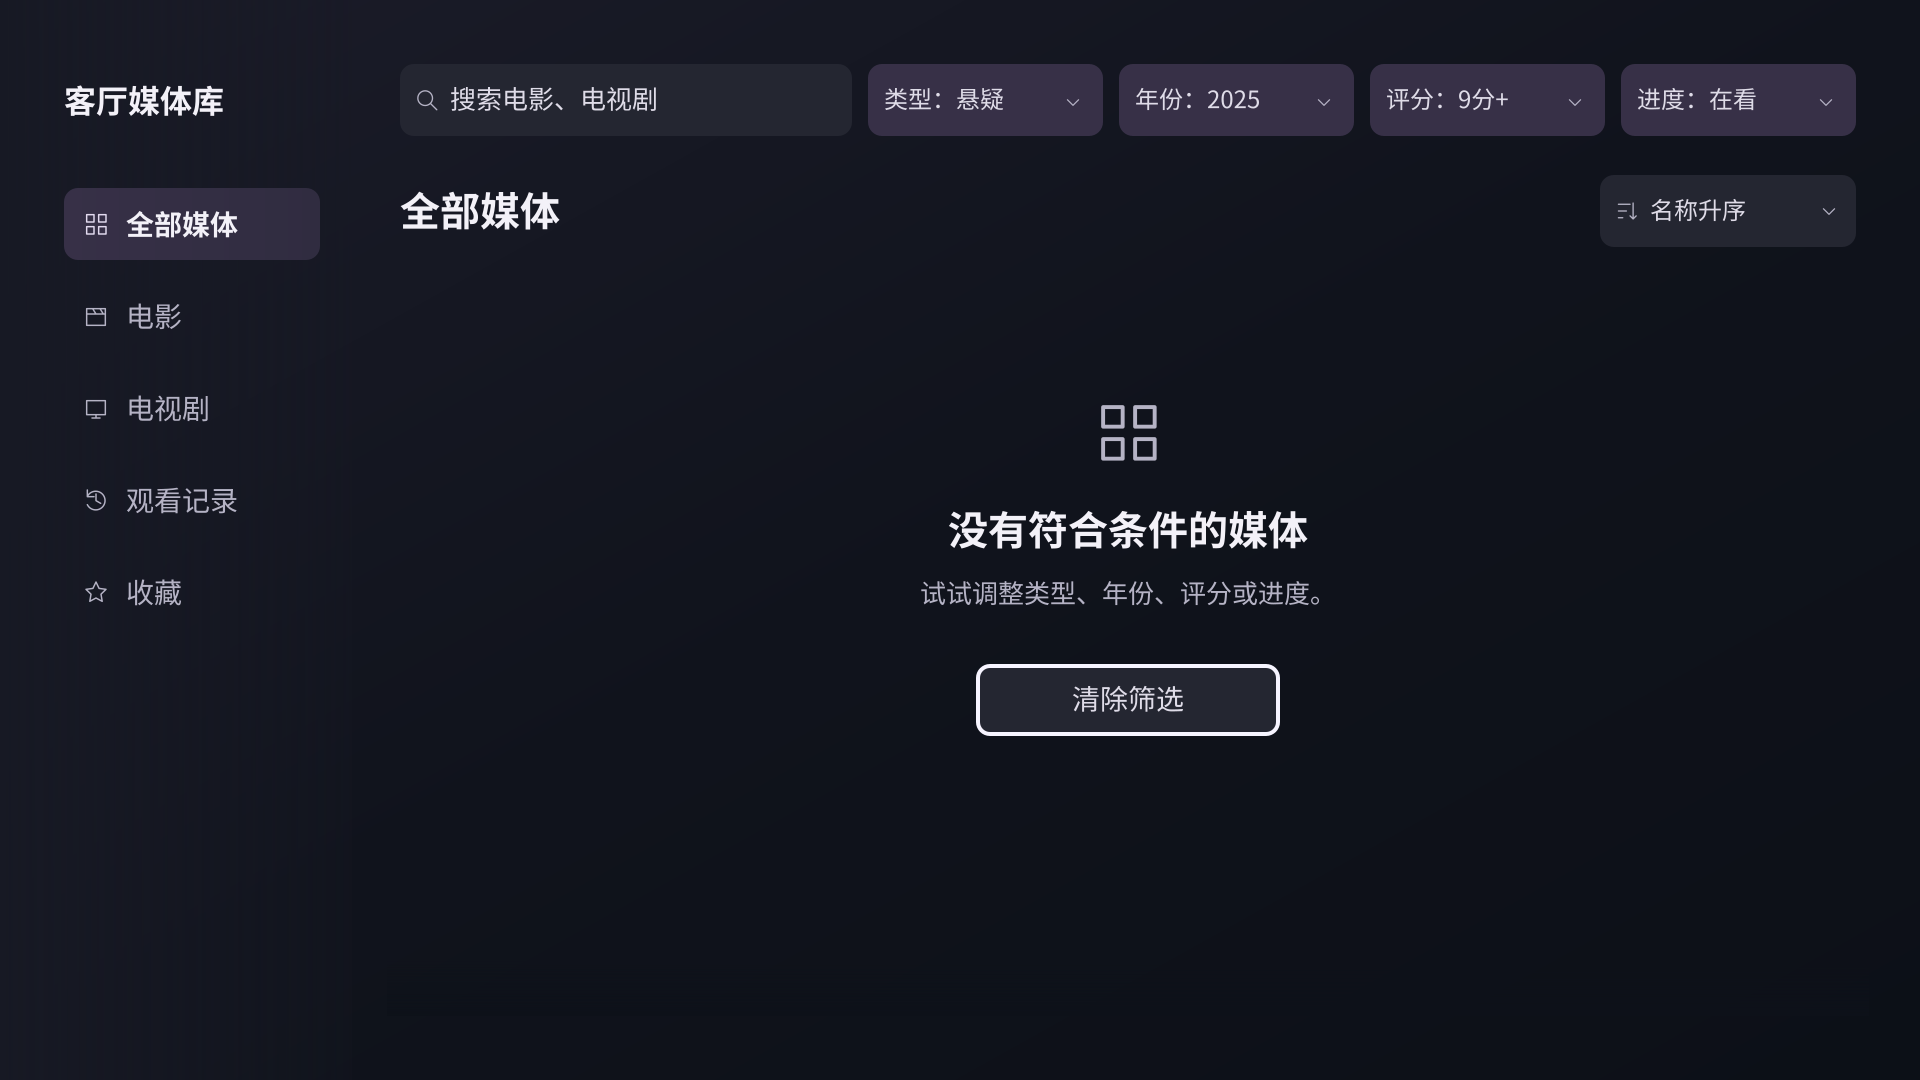 客厅媒体库
搜索电影、电视剧
类型：悬疑
年份：2025
评分：9分+
进度：在看
全部媒体
电影
电视剧
观看记录
收藏
全部媒体
名称升序
没有符合条件的媒体
试试调整类型、年份、评分或进度。
清除筛选